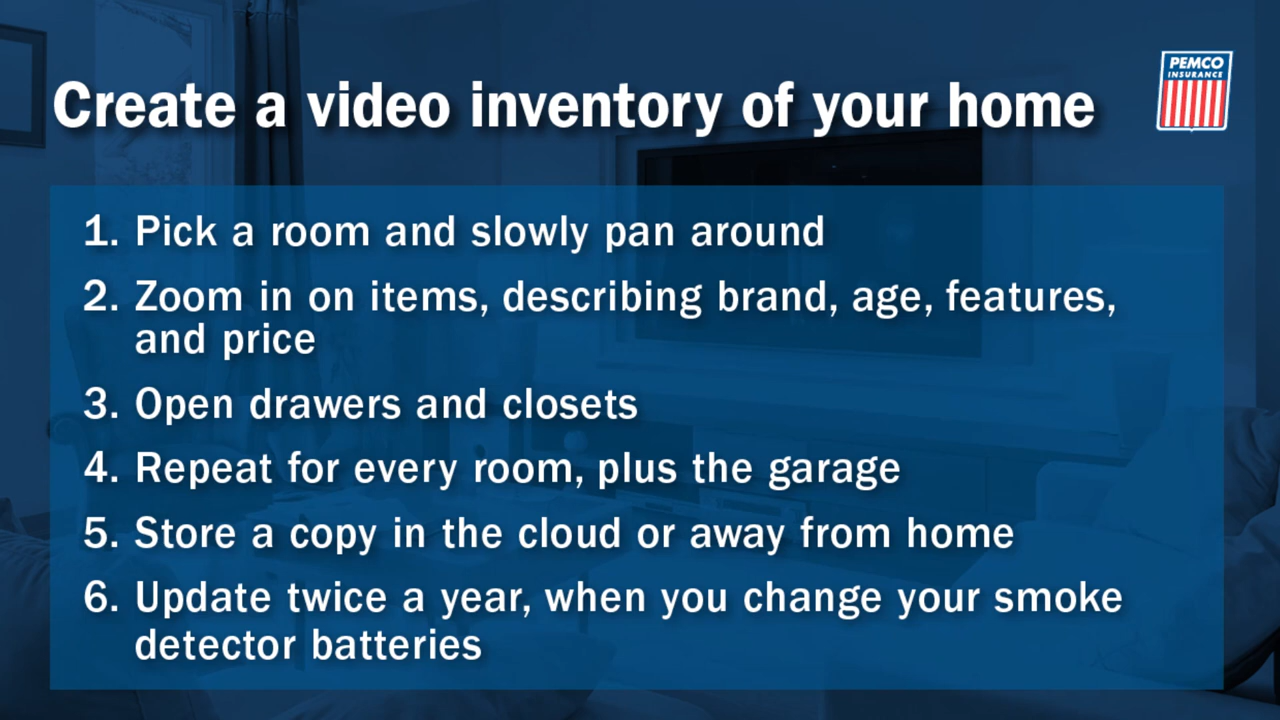 Create a video inventory of your home
PEMCO
INSURANCE
1. Pick a room and slowly pan around
2. Zoom in on items, describing brand, age, features,
and price
3. Open drawers and closets
4. Repeat for every room, plus the garage
5. Store a copy in the cloud or away from home
6. Update twice a year, when you change your smoke
detector batteries